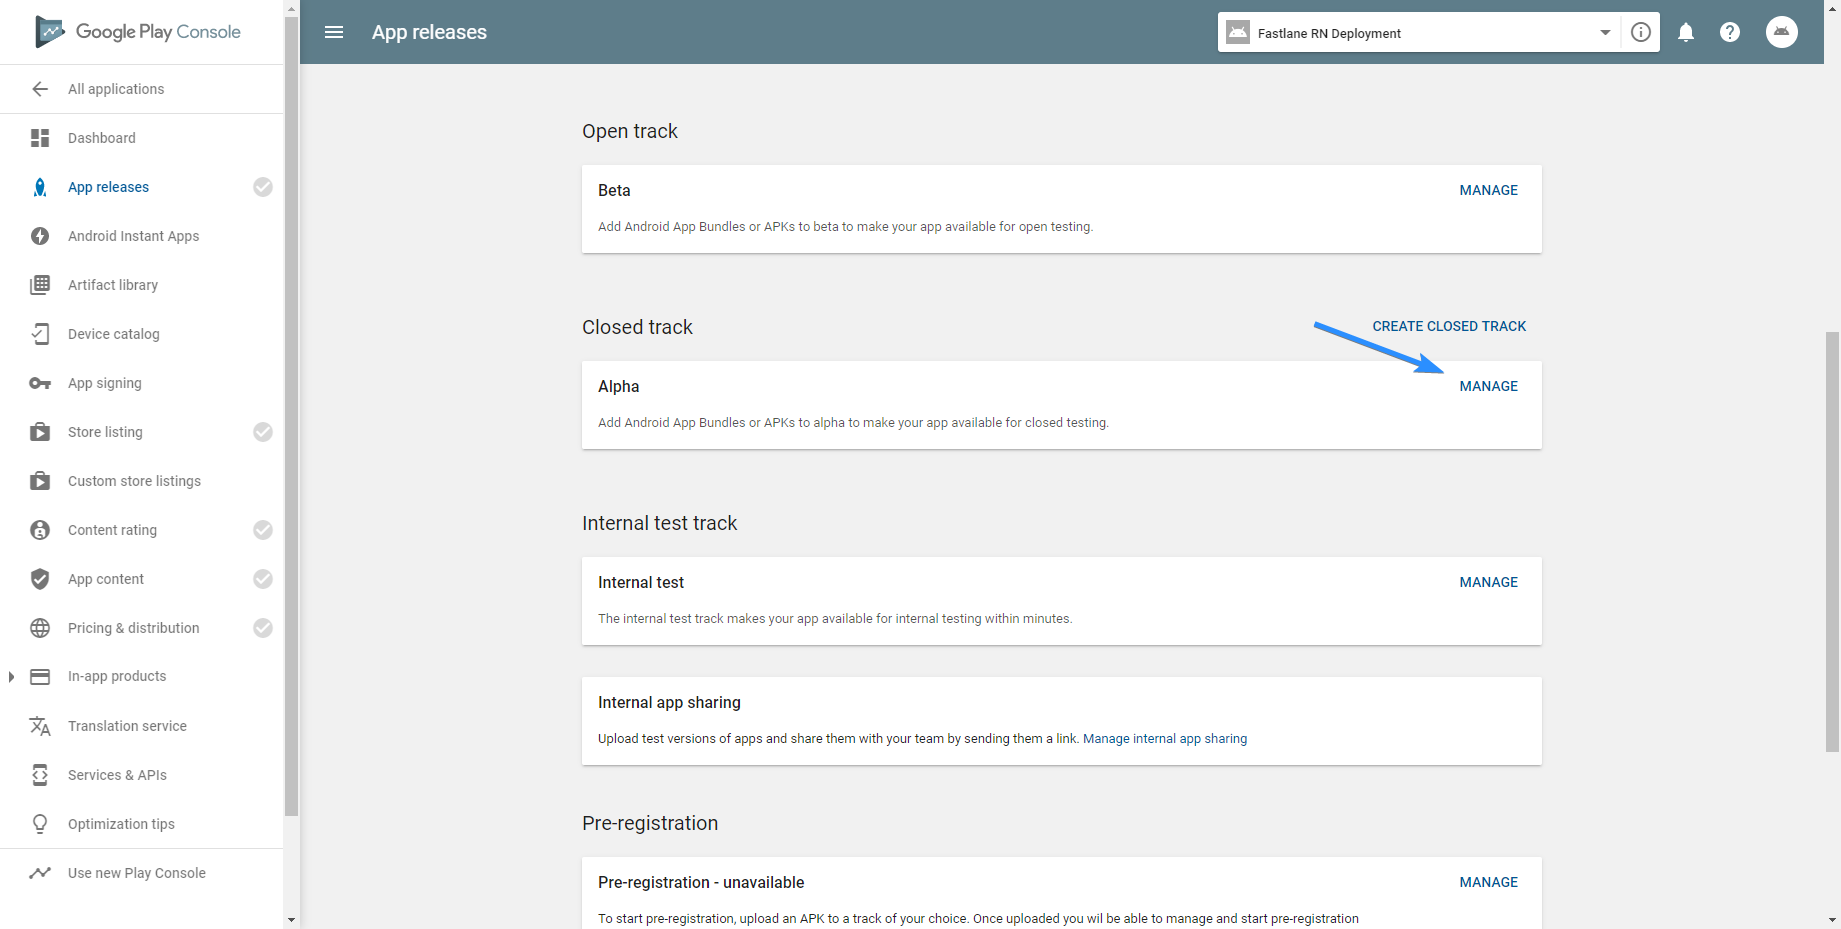 Google Play Console
App releases
Fastlane RN Deployment
All applications
Dashboard
App releases
Android Instant Apps
Artifact library
Device catalog
App signing
Store listing
Custom store listings
Content rating
App content
Pricing & distribution
In-app products
Translation service
Services & APIs
Optimization tips
Use new Play Console
Open track
Beta
MANAGE
Add Android App Bundles or APKs to beta to make your app available for open testing.
Closed track
CREATE CLOSED TRACK
Alpha
MANAGE
Add Android App Bundles or APKs to alpha to make your app available for closed testing.
Internal test track
Internal test
MANAGE
The internal test track makes your app available for internal testing within minutes.
Internal app sharing
Upload test versions of apps and share them with your team by sending them a link. Manage internal app sharing
Pre-registration
Pre-registration - unavailable
MANAGE
To start pre-registration, upload an APK to a track of your choice. Once uploaded you wil be able to manage and start pre-registration